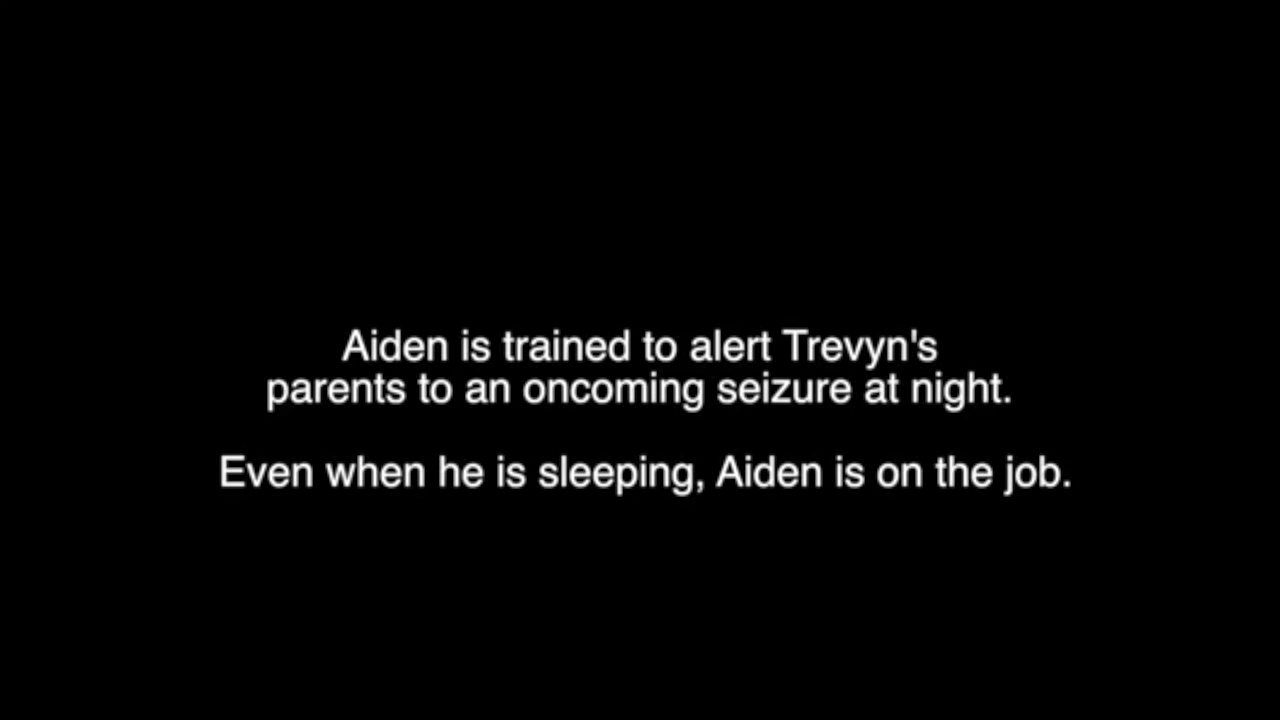 Aiden is trained to alert Trevyn's
parents to an oncoming seizure at night.
Even when he is sleeping, Aiden is on the job.